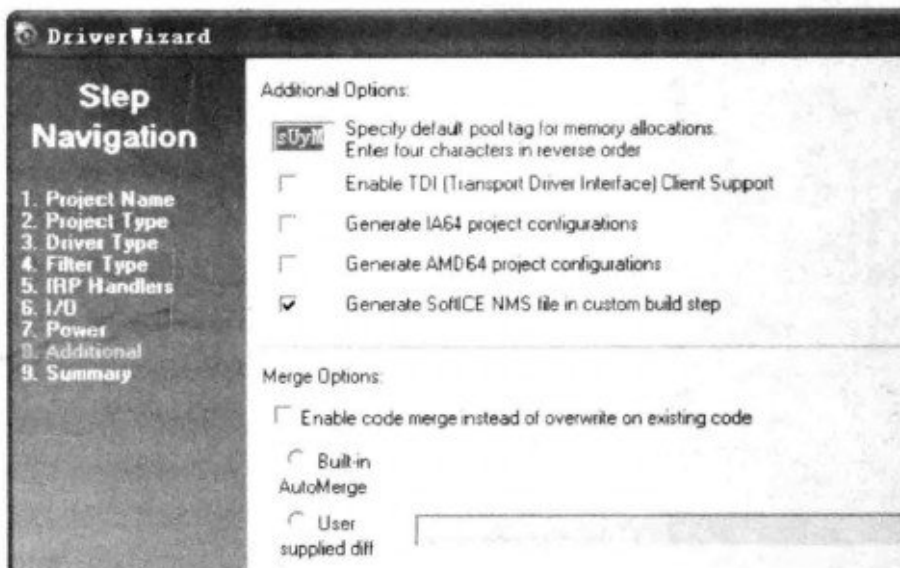 DriverWizard
Step
Navigation
1. Project Name
2. Project Type
3. Driver Type
4. Filter Type
5. IRP Handlers
6. I/O
7. Power
8. Additional
9. Summary
Additional Options:
sUyM
Specify default pool tag for memory allocations.
Enter four characters in reverse order
Enable TDI (Transport Driver Interface) Client Support
Generate IA64 project configurations
Generate AMD64 project configurations
Generate SoftICE NMS file in custom build step
Merge Options:
Enable code merge instead of overwrite on existing code
Built-in
AutoMerge
User
supplied diff